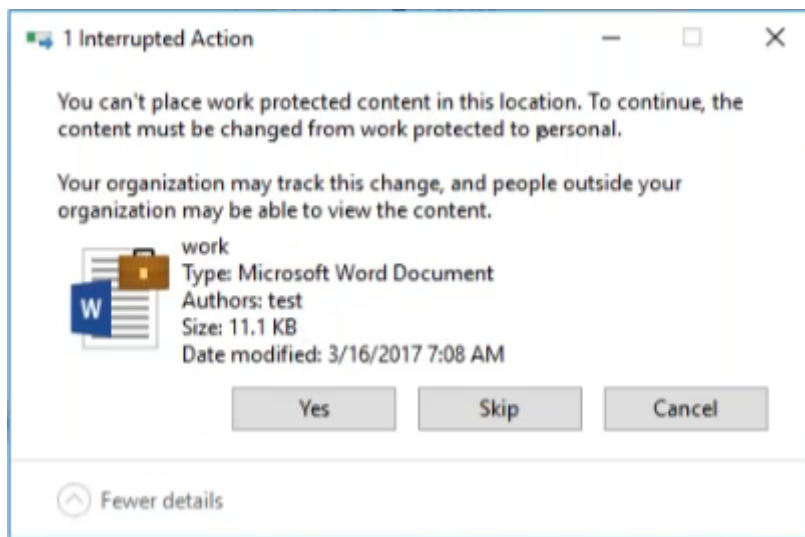 1 Interrupted Action
You can't place work protected content in this location. To continue, the
content must be changed from work protected to personal.
Your organization may track this change, and people outside your
organization may be able to view the content.
work
Type: Microsoft Word Document
W
Authors: test
Size: 11.1 KB
Date modified: 3/16/2017 7:08 AM
Yes Skip Cancel
Fewer details